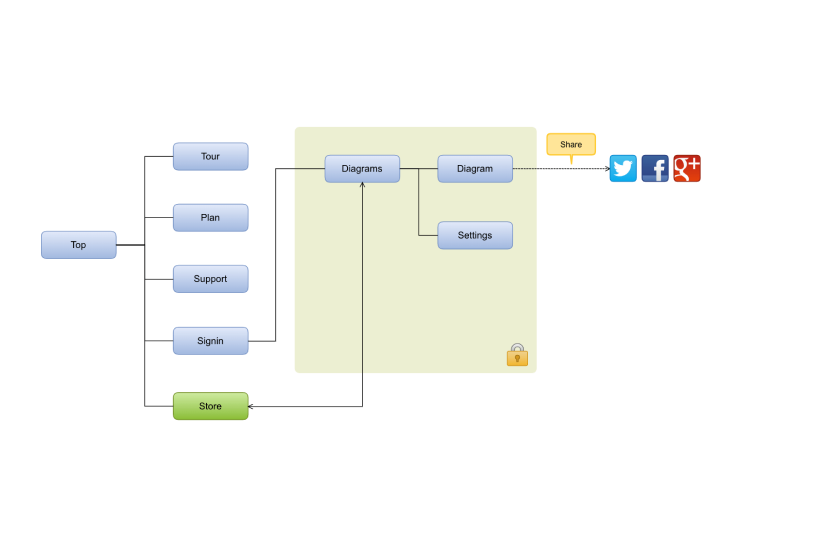 Share
Tour
Diagrams
Diagram
g+
Plan
Settings
Top
Support
Signin
Store